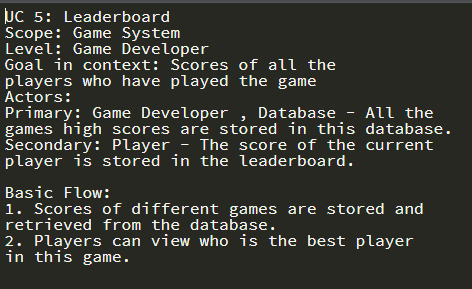 UC 5: Leaderboard
Scope: Game System
Level: Game Developer
Goal in context: Scores of all the
players who have played the game
Actors:
Primary: Game Developer , Database - All the
games high scores are stored in this database.
Secondary: Player - The score of the current
player is stored in the leaderboard.
Basic Flow:
1. Scores of different games are stored and
retrieved from the database.
2. Players can view who is the best player
in this game.